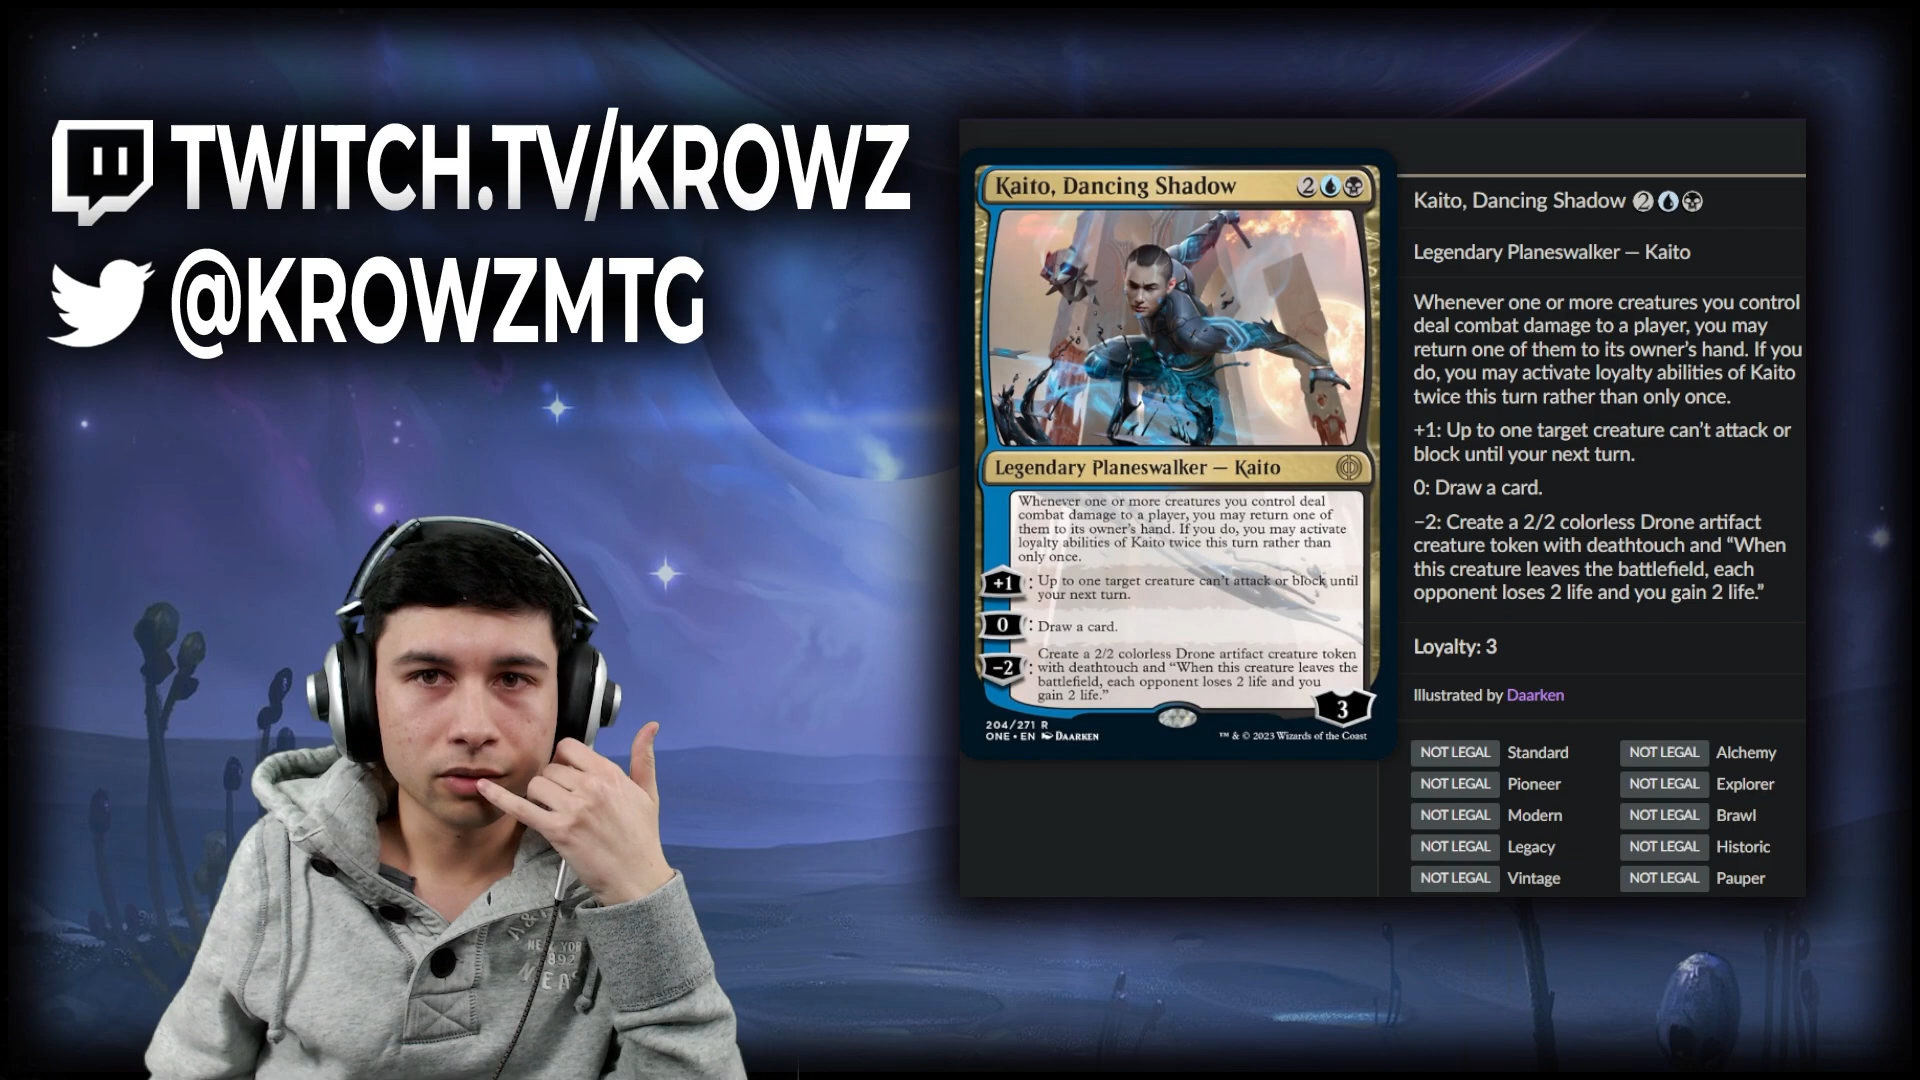 TWITCH.TV/KROWZ
@KROWZMTG
Kaito, Dancing Shadow 2
Legendary Planeswalker — Kaito
Whenever one or more creatures you control deal
combat damage to a player, you may return one of
them to its owner's hand. If you do, you may activate
loyalty abilities of Kaito twice this turn rather than
only once.
+1: Up to one target creature can't attack or block until
your next turn.
0: Draw a card.
−2: Create a 2/2 colorless Drone artifact creature token
with deathtouch and “When this creature leaves the
battlefield, each opponent loses 2 life and you
gain 2 life.”
3
204/271 R
ONE • EN DAARKEN
™ & © 2023 Wizards of the Coast
Kaito, Dancing Shadow 2
Legendary Planeswalker — Kaito
Whenever one or more creatures you control
deal combat damage to a player, you may
return one of them to its owner’s hand. If you
do, you may activate loyalty abilities of Kaito
twice this turn rather than only once.
+1: Up to one target creature can’t attack or
block until your next turn.
0: Draw a card.
−2: Create a 2/2 colorless Drone artifact
creature token with deathtouch and “When
this creature leaves the battlefield, each
opponent loses 2 life and you gain 2 life.”
Loyalty: 3
Illustrated by Daarken
NOT LEGAL Standard NOT LEGAL Alchemy
NOT LEGAL Pioneer NOT LEGAL Explorer
NOT LEGAL Modern NOT LEGAL Brawl
NOT LEGAL Legacy NOT LEGAL Historic
NOT LEGAL Vintage NOT LEGAL Pauper